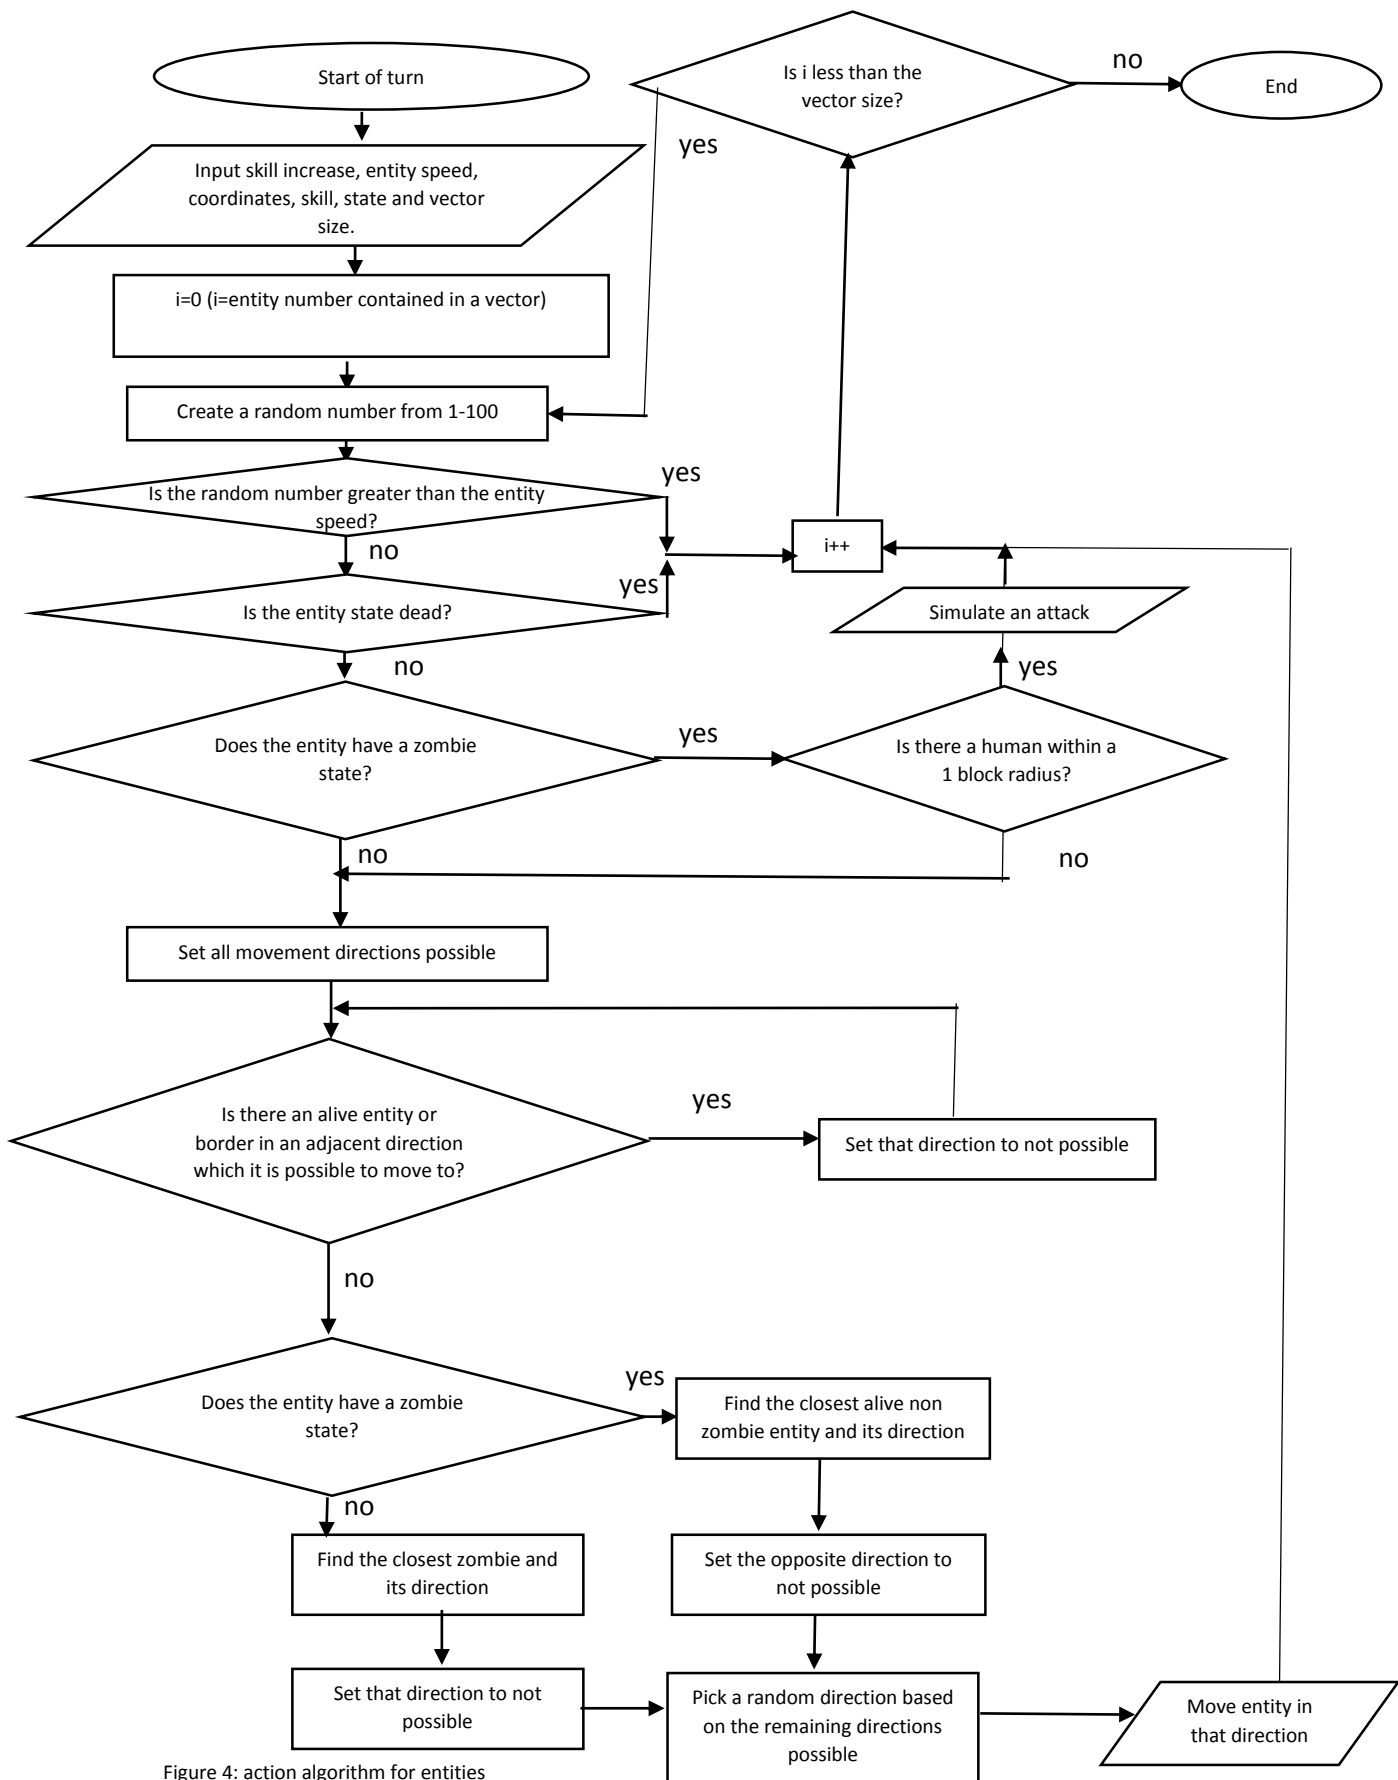 Start of turn
Is i less than the
vector size?
no
End
yes
Input skill increase, entity speed,
coordinates, skill, state and vector
size.
i=0 (i=entity number contained in a vector)
Create a random number from 1-100
yes
Is the random number greater than the entity
speed?
no
i++
yes
Is the entity state dead?
Simulate an attack
no
yes
Does the entity have a zombie
state?
yes
Is there a human within a
1 block radius?
no
no
Set all movement directions possible
Is there an alive entity or
border in an adjacent direction
which it is possible to move to?
yes
Set that direction to not possible
no
Does the entity have a zombie
state?
yes
Find the closest alive non
zombie entity and its direction
no
Find the closest zombie and
its direction
Set the opposite direction to
not possible
Set that direction to not
possible
Pick a random direction based
on the remaining directions
possible
Move entity in
that direction
Figure 4: action algorithm for entities